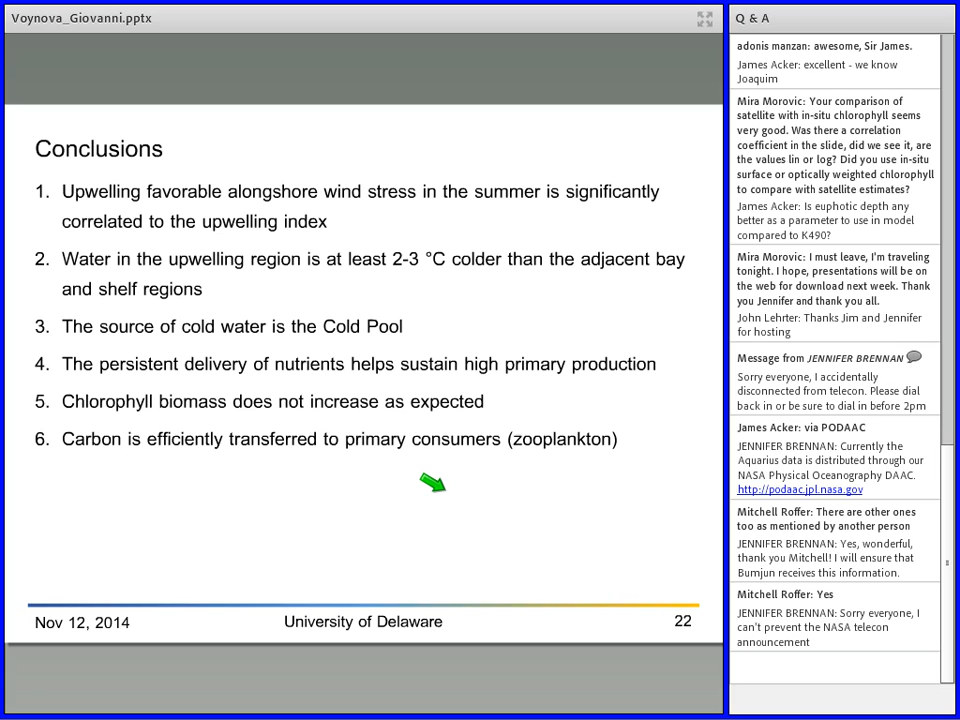 Voynova_Giovanni.pptx
Conclusions
1. Upwelling favorable alongshore wind stress in the summer is significantly
correlated to the upwelling index
2. Water in the upwelling region is at least 2-3 °C colder than the adjacent bay
and shelf regions
3. The source of cold water is the Cold Pool
4. The persistent delivery of nutrients helps sustain high primary production
5. Chlorophyll biomass does not increase as expected
6. Carbon is efficiently transferred to primary consumers (zooplankton)
Nov 12, 2014
University of Delaware
22
Q & A
adonis manzan: awesome, Sir James.
James Acker: excellent - we know
Joaquim
Mira Morovic: Your comparison of
satellite with in-situ chlorophyll seems
very good. Was there a correlation
coefficient in the slide, did we see it, are
the values lin or log? Did you use in-situ
surface or optically weighted chlorophyll
to compare with satellite estimates?
James Acker: Is euphotic depth any
better as a parameter to use in model
compared to K490?
Mira Morovic: I must leave, I'm traveling
tonight. I hope, presentations will be on
the web for download next week. Thank
you Jennifer and thank you all.
John Lehrter: Thanks Jim and Jennifer
for hosting
Message from JENNIFER BRENNAN
Sorry everyone, I accidentally
disconnected from telecon. Please dial
back in or be sure to dial in before 2pm
James Acker: via PODAAC
JENNIFER BRENNAN: Currently the
Aquarius data is distributed through our
NASA Physical Oceanography DAAC.
http://podaac.jpl.nasa.gov
Mitchell Roffer: There are other ones
too as mentioned by another person
JENNIFER BRENNAN: Yes, wonderful,
thank you Mitchell! I will ensure that
Bumjun receives this information.
Mitchell Roffer: Yes
JENNIFER BRENNAN: Sorry everyone, I
can't prevent the NASA telecon
announcement